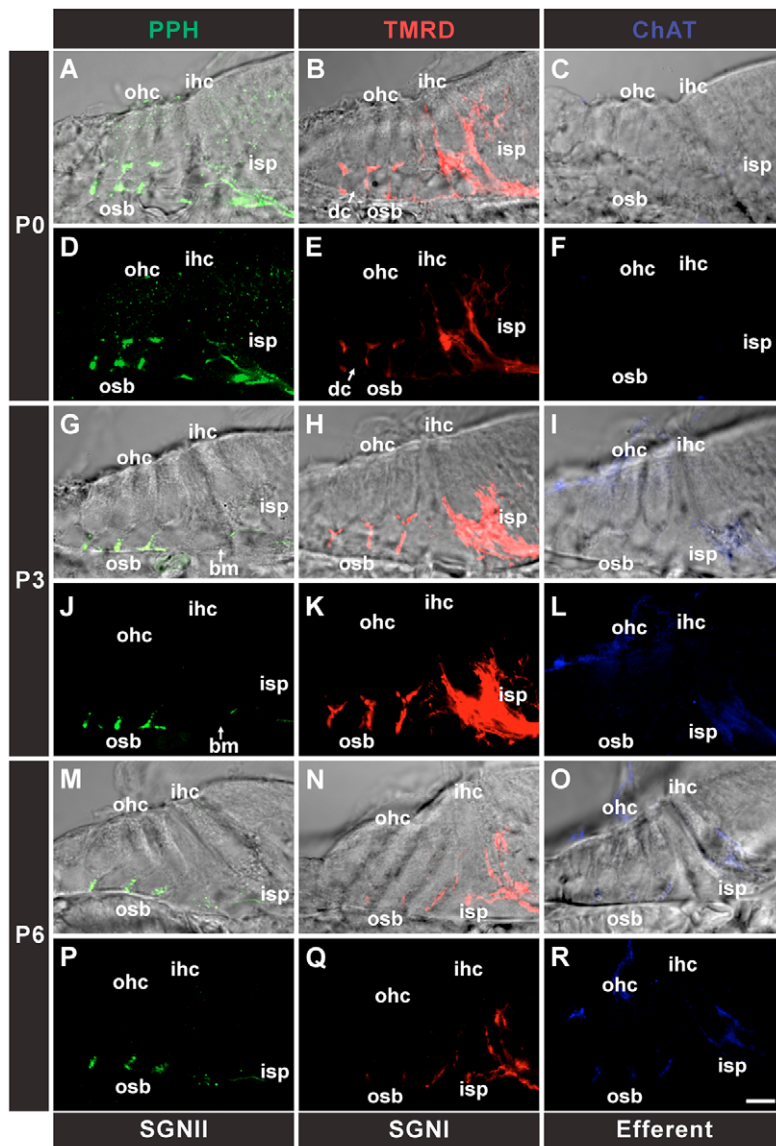 PPH TMRD ChAT
P0
A ohc ihc isp osb
B ohc ihc isp dc osb
C ohc ihc isp osb
D ohc ihc isp osb
E ohc ihc isp dc osb
F ohc ihc isp osb
P3
G ohc ihc isp osb bm
H ohc ihc isp osb
I ohc ihc isp osb
J ihc ohc isp osb bm
K ihc ohc isp osb
L ohc ihc osb isp
P6
M ohc ihc isp osb
N ihc ohc osb isp
O ohc ihc isp osb
P ihc ohc isp osb
Q ihc ohc osb isp
R ihc ohc isp osb
SGNII SGNI Efferent